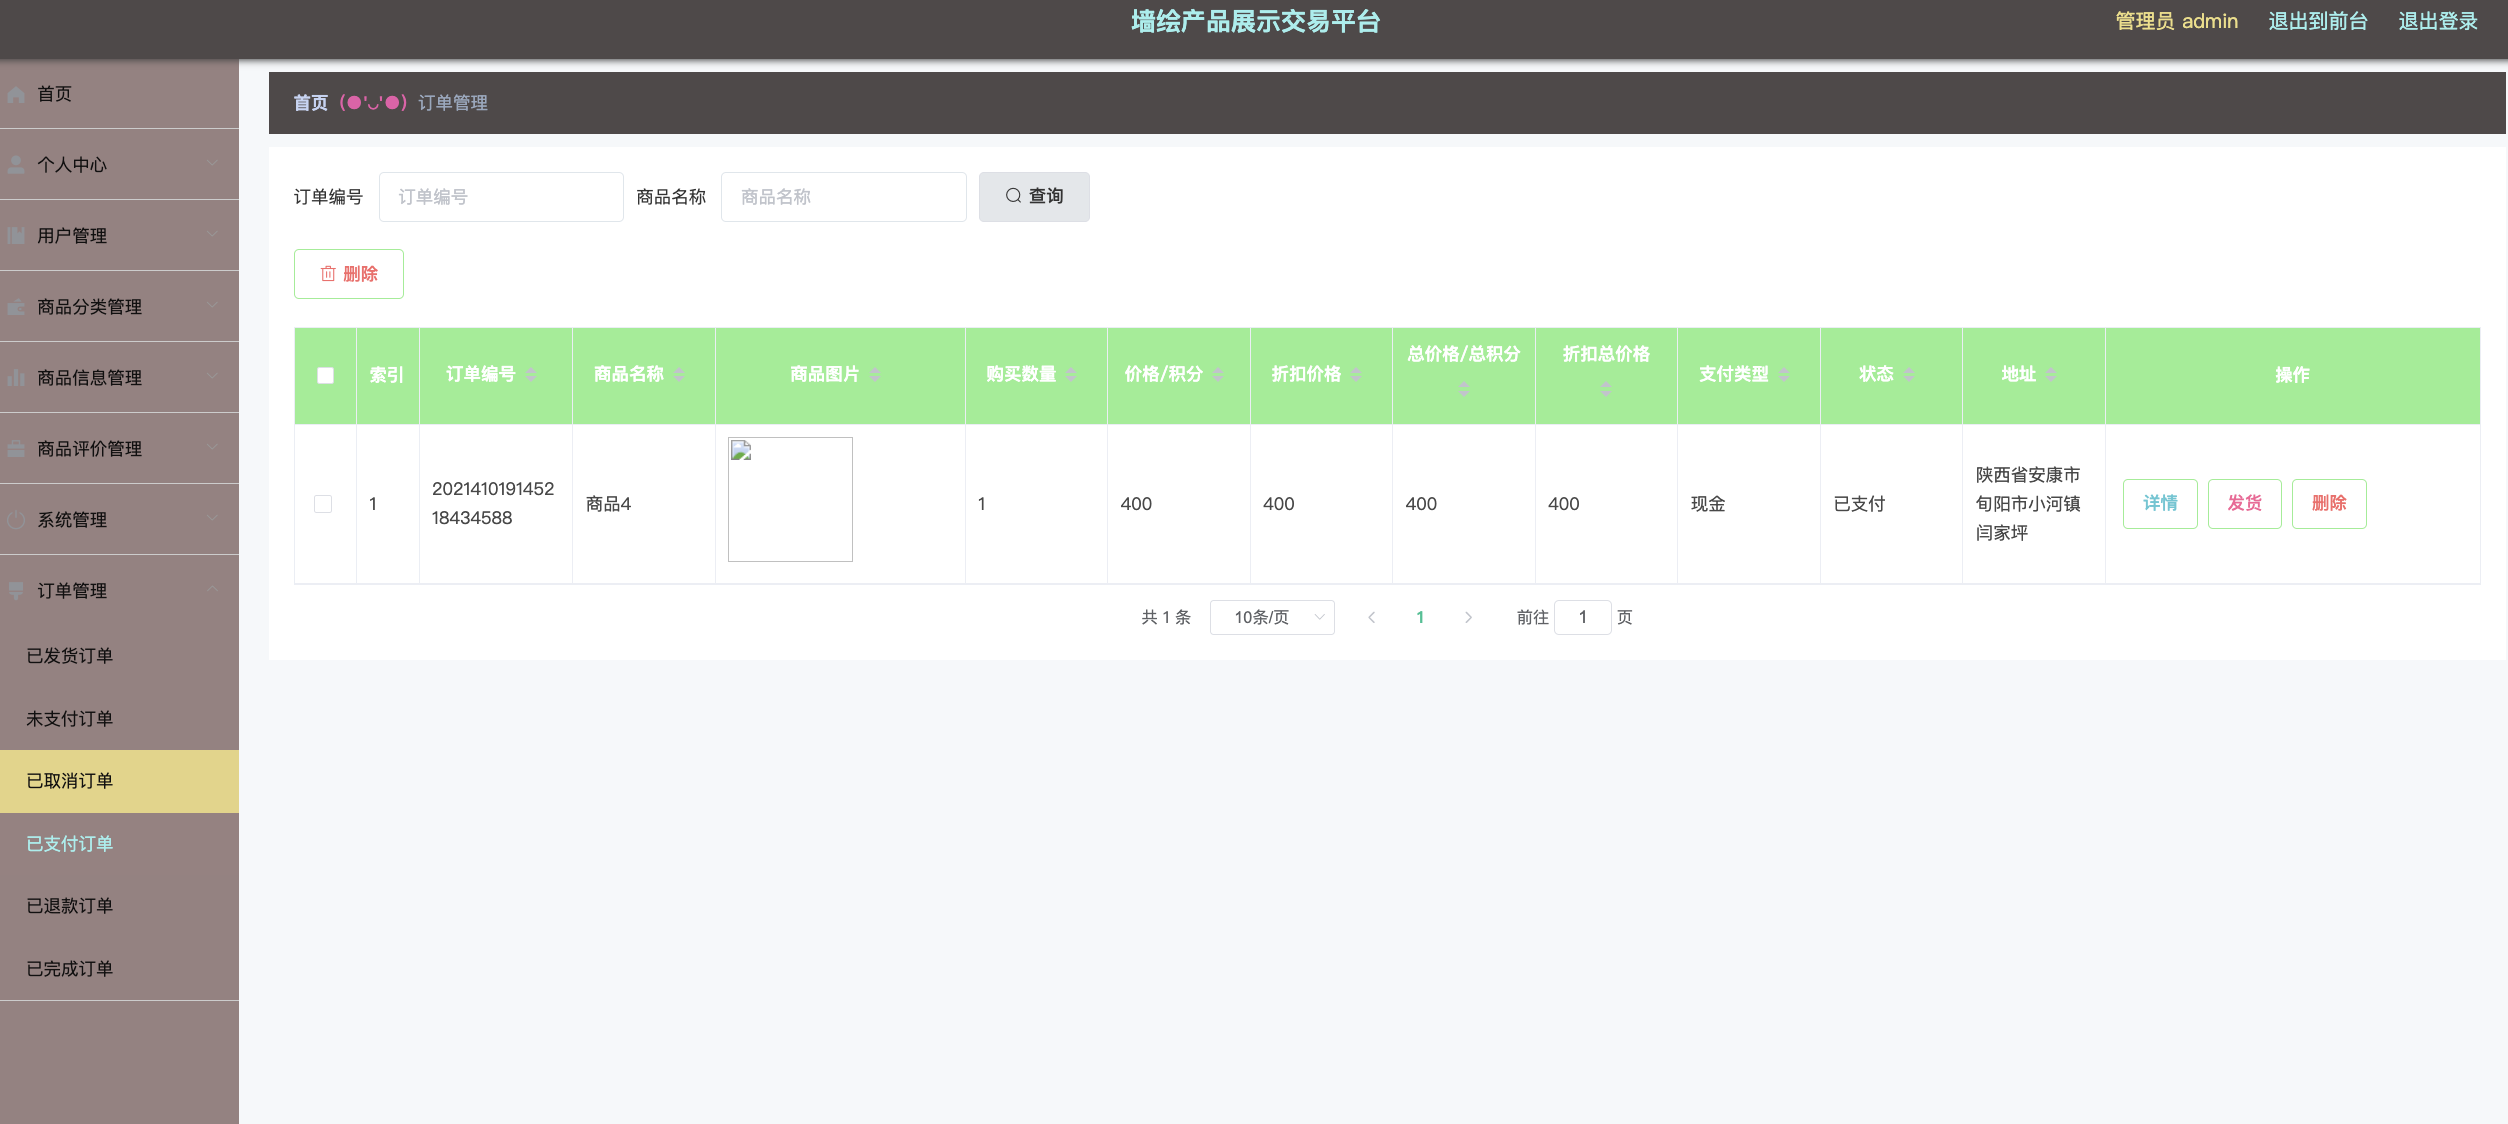 墙绘产品展示交易平台
管理员 admin 退出到前台 退出登录
首页
个人中心
用户管理
商品分类管理
商品信息管理
商品评价管理
系统管理
订单管理
已发货订单
未支付订单
已取消订单
已支付订单
已退款订单
已完成订单
首页 (●'◡'●) 订单管理
订单编号 订单编号 商品名称 商品名称 查询
删除
索引 订单编号 商品名称 商品图片 购买数量 价格/积分 折扣价格 总价格/总积分 折扣总价格 支付类型 状态 地址 操作
1 2021410191452
18434588
商品4 1 400 400 400 400 现金 已支付
陕西省安康市
旬阳市小河镇
闫家坪
详情 发货 删除
共 1 条 10条/页 1 前往 1 页